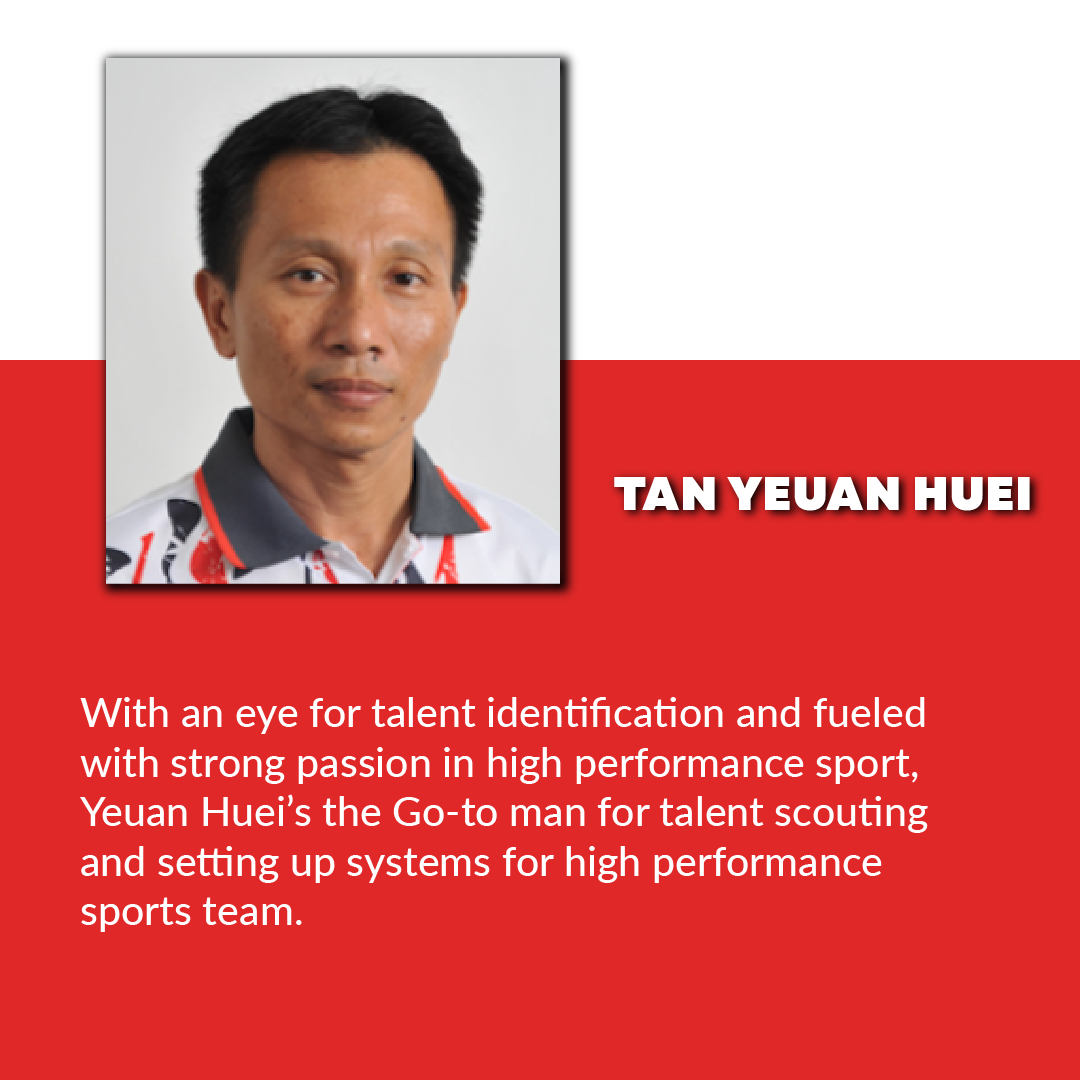 TAN YEUAN HUEI
With an eye for talent identification and fueled
with strong passion in high performance sport,
Yeuan Huei’s the Go-to man for talent scouting
and setting up systems for high performance
sports team.